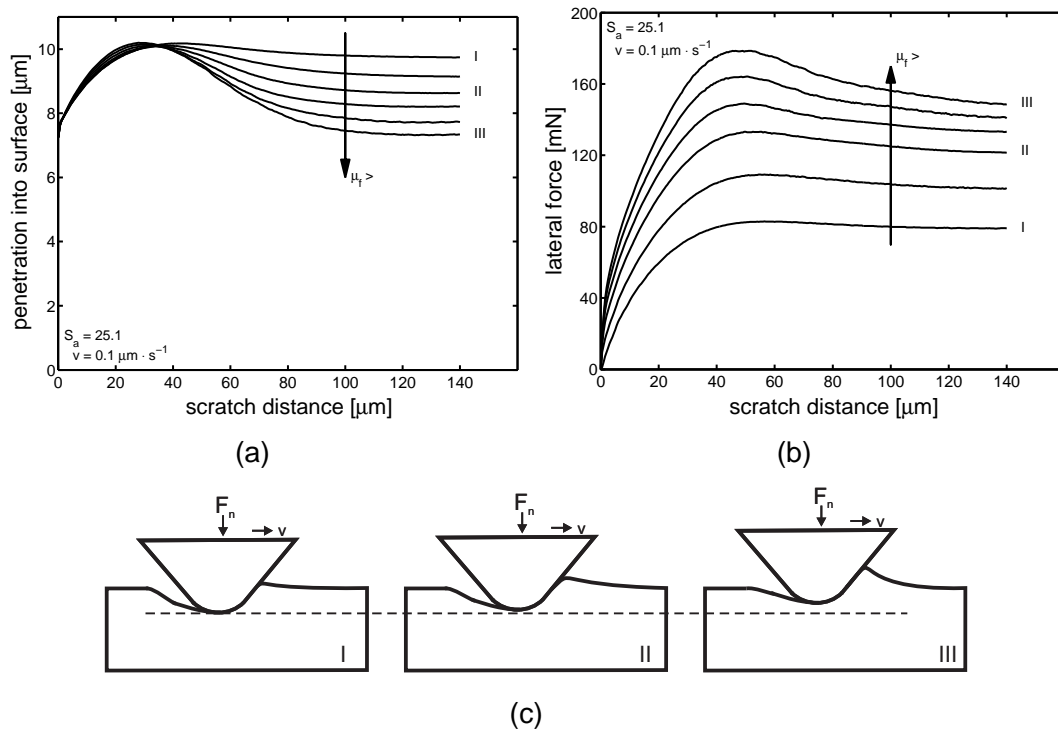 penetration into surface [μm]
12
10
8
6
4
2
0
I
II
III
μf >
Sa = 25.1
v = 0.1 μm · s⁻¹
0 20 40 60 80 100 120 140
scratch distance [μm]
(a)
lateral force [mN]
200
160
120
80
40
0
Sa = 25.1
v = 0.1 μm · s⁻¹
μf >
III
II
I
0 20 40 60 80 100 120 140
scratch distance [μm]
(b)
Fn v
I
Fn v
II
Fn v
III
(c)